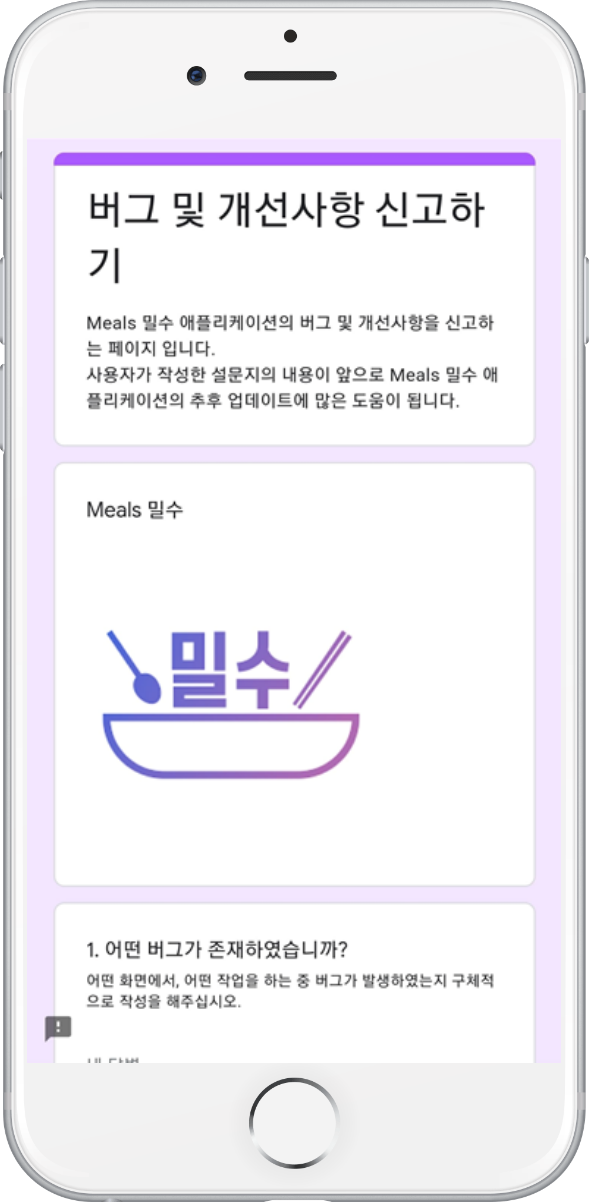 버그 및 개선사항 신고하
기
Meals 밀수 애플리케이션의 버그 및 개선사항을 신고하
는 페이지 입니다.
사용자가 작성한 설문지의 내용이 앞으로 Meals 밀수 애
플리케이션의 추후 업데이트에 많은 도움이 됩니다.
Meals 밀수
밀수
1. 어떤 버그가 존재하였습니까?
어떤 화면에서, 어떤 작업을 하는 중 버그가 발생하였는지 구체적
으로 작성을 해주십시오.